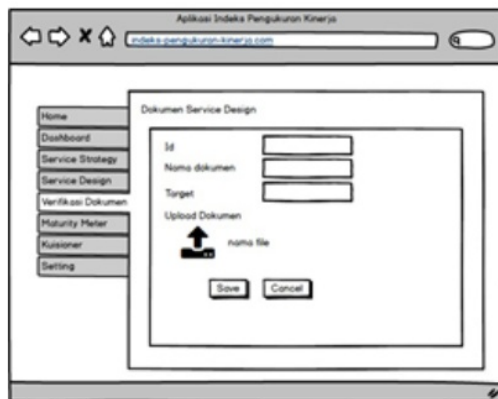 Aplikasi Indeks Pengukuran Kinerja
indeks-pengukuran-kinerja.com
Home
Dashboard
Service Strategy
Service Design
Verifikasi Dokumen
Maturity Meter
Kuisioner
Setting
Dokumen Service Design
Id
Nama dokumen
Target
Upload Dokumen
nama file
Save Cancel